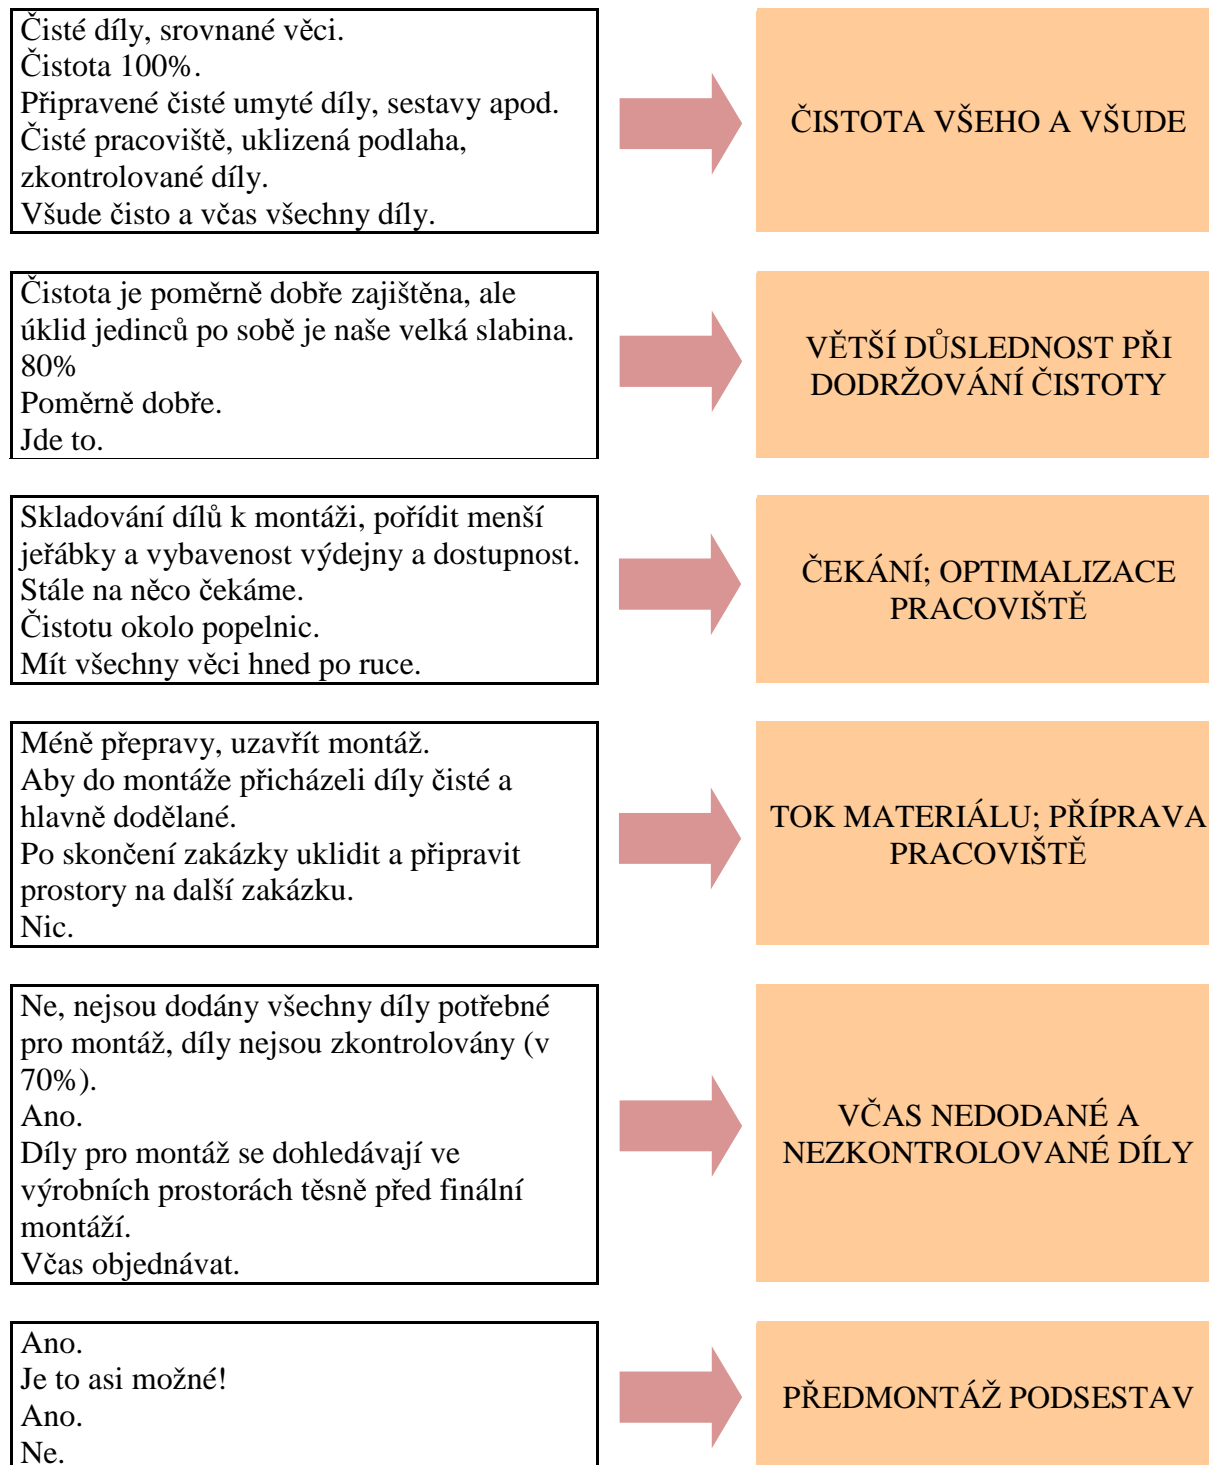 Čisté díly, srovnané věci.
Čistota 100%.
Připravené čisté umyté díly, sestavy apod.
Čisté pracoviště, uklizená podlaha,
zkontrolované díly.
Všude čisto a včas všechny díly.
ČISTOTA VŠEHO A VŠUDE
Čistota je poměrně dobře zajištěna, ale
úklid jedinců po sobě je naše velká slabina.
80%
Poměrně dobře.
Jde to.
VĚTŠÍ DŮSLEDNOST PŘI
DODRŽOVÁNÍ ČISTOTY
Skladování dílů k montáži, pořídit menší
jeřábky a vybavenost výdejny a dostupnost.
Stále na něco čekáme.
Čistotu okolo popelnic.
Mít všechny věci hned po ruce.
ČEKÁNÍ; OPTIMALIZACE
PRACOVIŠTĚ
Méně přepravy, uzavřít montáž.
Aby do montáže přicházeli díly čisté a
hlavně dodělané.
Po skončení zakázky uklidit a připravit
prostory na další zakázku.
Nic.
TOK MATERIÁLU; PŘÍPRAVA
PRACOVIŠTĚ
Ne, nejsou dodány všechny díly potřebné
pro montáž, díly nejsou zkontrolovány (v
70%).
Ano.
Díly pro montáž se dohledávají ve
výrobních prostorách těsně před finální
montáží.
Včas objednávat.
VČAS NEDODANÉ A
NEZKONTROLOVANÉ DÍLY
Ano.
Je to asi možné!
Ano.
Ne.
PŘEDMONTÁŽ PODSESTAV